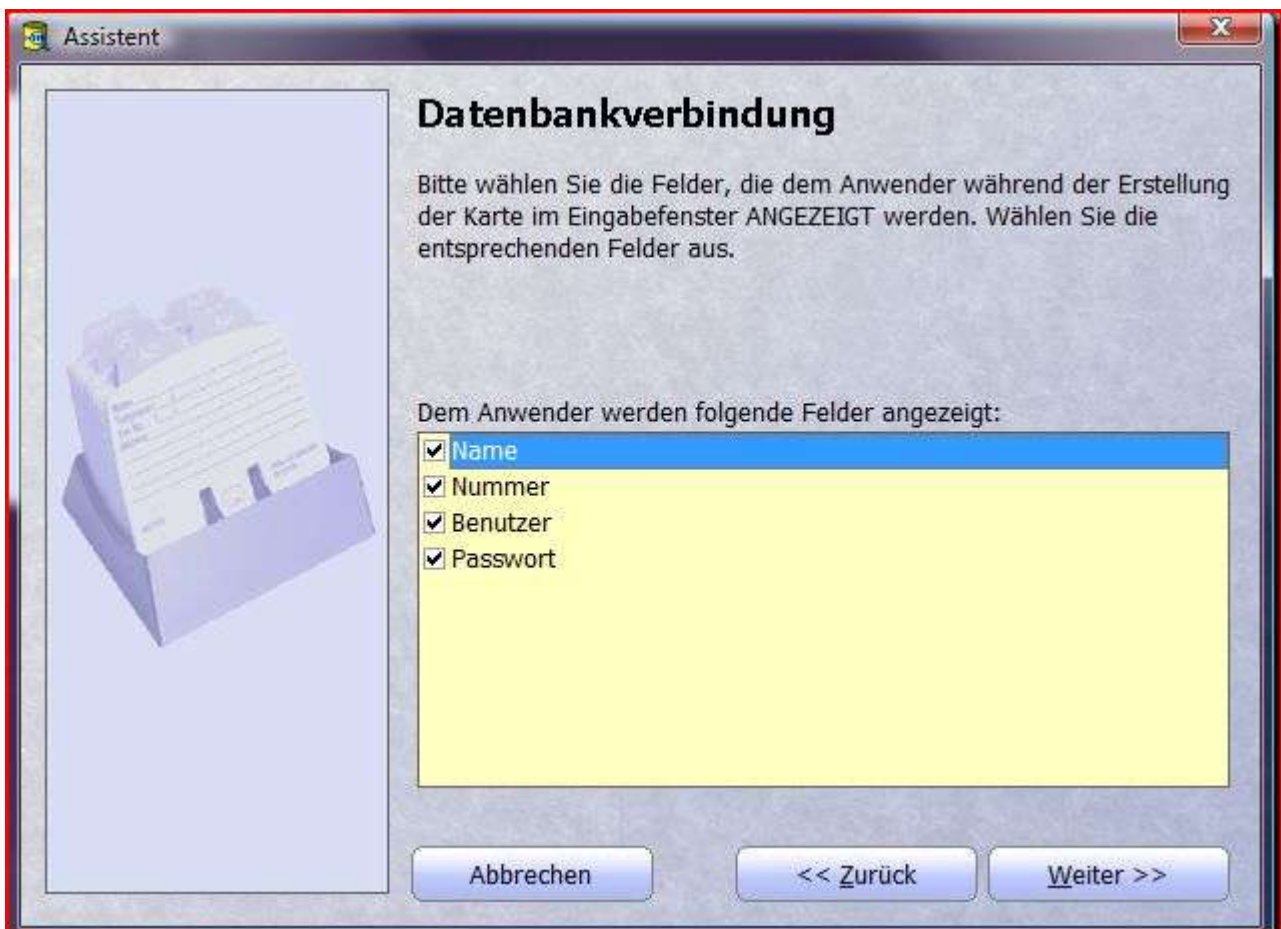 Assistent
Datenbankverbindung
Bitte wählen Sie die Felder, die dem Anwender während der Erstellung
der Karte im Eingabefenster ANGEZEIGT werden. Wählen Sie die
entsprechenden Felder aus.
Dem Anwender werden folgende Felder angezeigt:
Name
Nummer
Benutzer
Passwort
Abbrechen
<< Zurück
Weiter >>